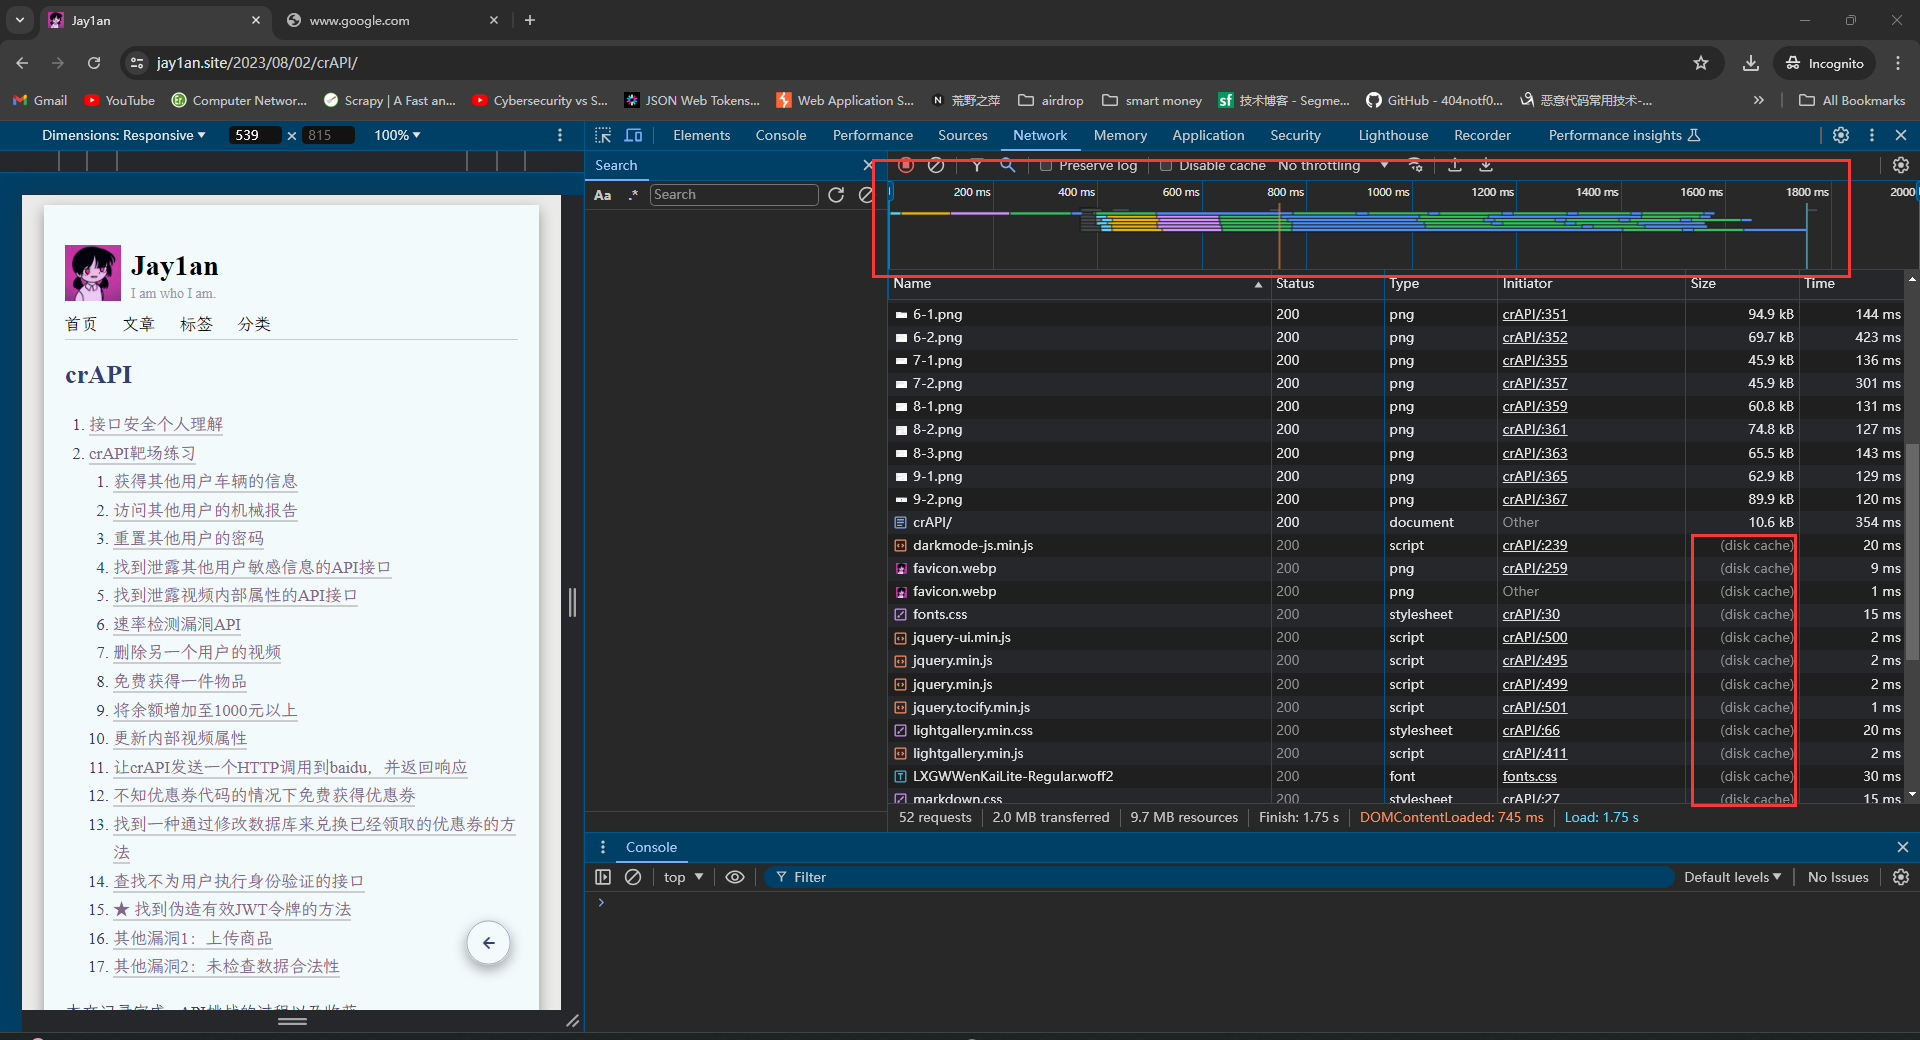 Jay1an
www.google.com
jay1an.site/2023/08/02/crAPI/
Incognito
Gmail YouTube Computer Networ... Scrapy | A Fast an... Cybersecurity vs S... JSON Web Tokens... Web Application S... 荒野之萍 airdrop smart money 技术博客 - Segme... GitHub - 404notf0... 恶意代码常用技术-... » All Bookmarks
Dimensions: Responsive 539 × 815 100%
Elements Console Performance Sources Network Memory Application Security Lighthouse Recorder Performance insights
Search
Preserve log Disable cache No throttling
Aa .* Search
200 ms 400 ms 600 ms 800 ms 1000 ms 1200 ms 1400 ms 1600 ms 1800 ms 2000
Jay1an
I am who I am.
首页 文章 标签 分类
crAPI
1. 接口安全个人理解
2. crAPI靶场练习
1. 获得其他用户车辆的信息
2. 访问其他用户的机械报告
3. 重置其他用户的密码
4. 找到泄露其他用户敏感信息的API接口
5. 找到泄露视频内部属性的API接口
6. 速率检测漏洞API
7. 删除另一个用户的视频
8. 免费获得一件物品
9. 将余额增加至1000元以上
10. 更新内部视频属性
11. 让crAPI发送一个HTTP调用到baidu，并返回响应
12. 不知优惠券代码的情况下免费获得优惠券
13. 找到一种通过修改数据库来兑换已经领取的优惠券的方
法
14. 查找不为用户执行身份验证的接口
15. ★ 找到伪造有效JWT令牌的方法
16. 其他漏洞1：上传商品
17. 其他漏洞2：未检查数据合法性
Name Status Type Initiator Size Time
6-1.png 200 png crAPI/:351 94.9 kB 144 ms
6-2.png 200 png crAPI/:352 69.7 kB 423 ms
7-1.png 200 png crAPI/:355 45.9 kB 136 ms
7-2.png 200 png crAPI/:357 45.9 kB 301 ms
8-1.png 200 png crAPI/:359 60.8 kB 131 ms
8-2.png 200 png crAPI/:361 74.8 kB 127 ms
8-3.png 200 png crAPI/:363 65.5 kB 143 ms
9-1.png 200 png crAPI/:365 62.9 kB 129 ms
9-2.png 200 png crAPI/:367 89.9 kB 120 ms
crAPI/ 200 document Other 10.6 kB 354 ms
darkmode-js.min.js 200 script crAPI/:239 (disk cache) 20 ms
favicon.webp 200 png crAPI/:259 (disk cache) 9 ms
favicon.webp 200 png Other (disk cache) 1 ms
fonts.css 200 stylesheet crAPI/:30 (disk cache) 15 ms
jquery-ui.min.js 200 script crAPI/:500 (disk cache) 2 ms
jquery.min.js 200 script crAPI/:495 (disk cache) 2 ms
jquery.min.js 200 script crAPI/:499 (disk cache) 2 ms
jquery.tocify.min.js 200 script crAPI/:501 (disk cache) 1 ms
lightgallery.min.css 200 stylesheet crAPI/:66 (disk cache) 20 ms
lightgallery.min.js 200 script crAPI/:411 (disk cache) 2 ms
LXGWWenKaiLite-Regular.woff2 200 font fonts.css (disk cache) 30 ms
markdown.css 200 stylesheet crAPI/:27 (disk cache) 15 ms
52 requests 2.0 MB transferred 9.7 MB resources Finish: 1.75 s DOMContentLoaded: 745 ms Load: 1.75 s
Console
top Filter Default levels No Issues